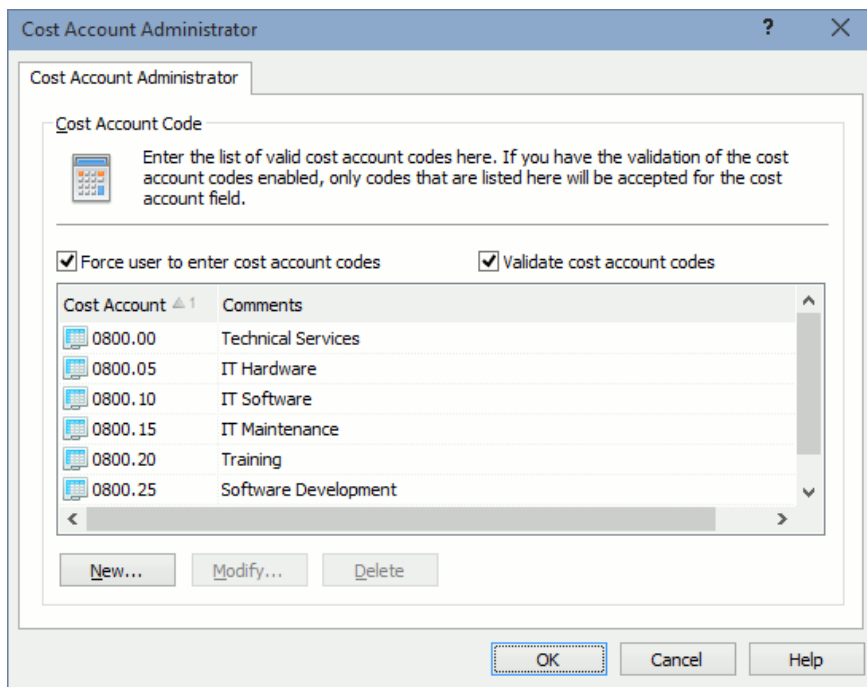 Cost Account Administrator ?
Cost Account Administrator
Cost Account Code
Enter the list of valid cost account codes here. If you have the validation of the cost
account codes enabled, only codes that are listed here will be accepted for the cost
account field.
Force user to enter cost account codes Validate cost account codes
Cost Account 1 Comments
0800.00 Technical Services
0800.05 IT Hardware
0800.10 IT Software
0800.15 IT Maintenance
0800.20 Training
0800.25 Software Development
New... Modify... Delete
OK Cancel Help